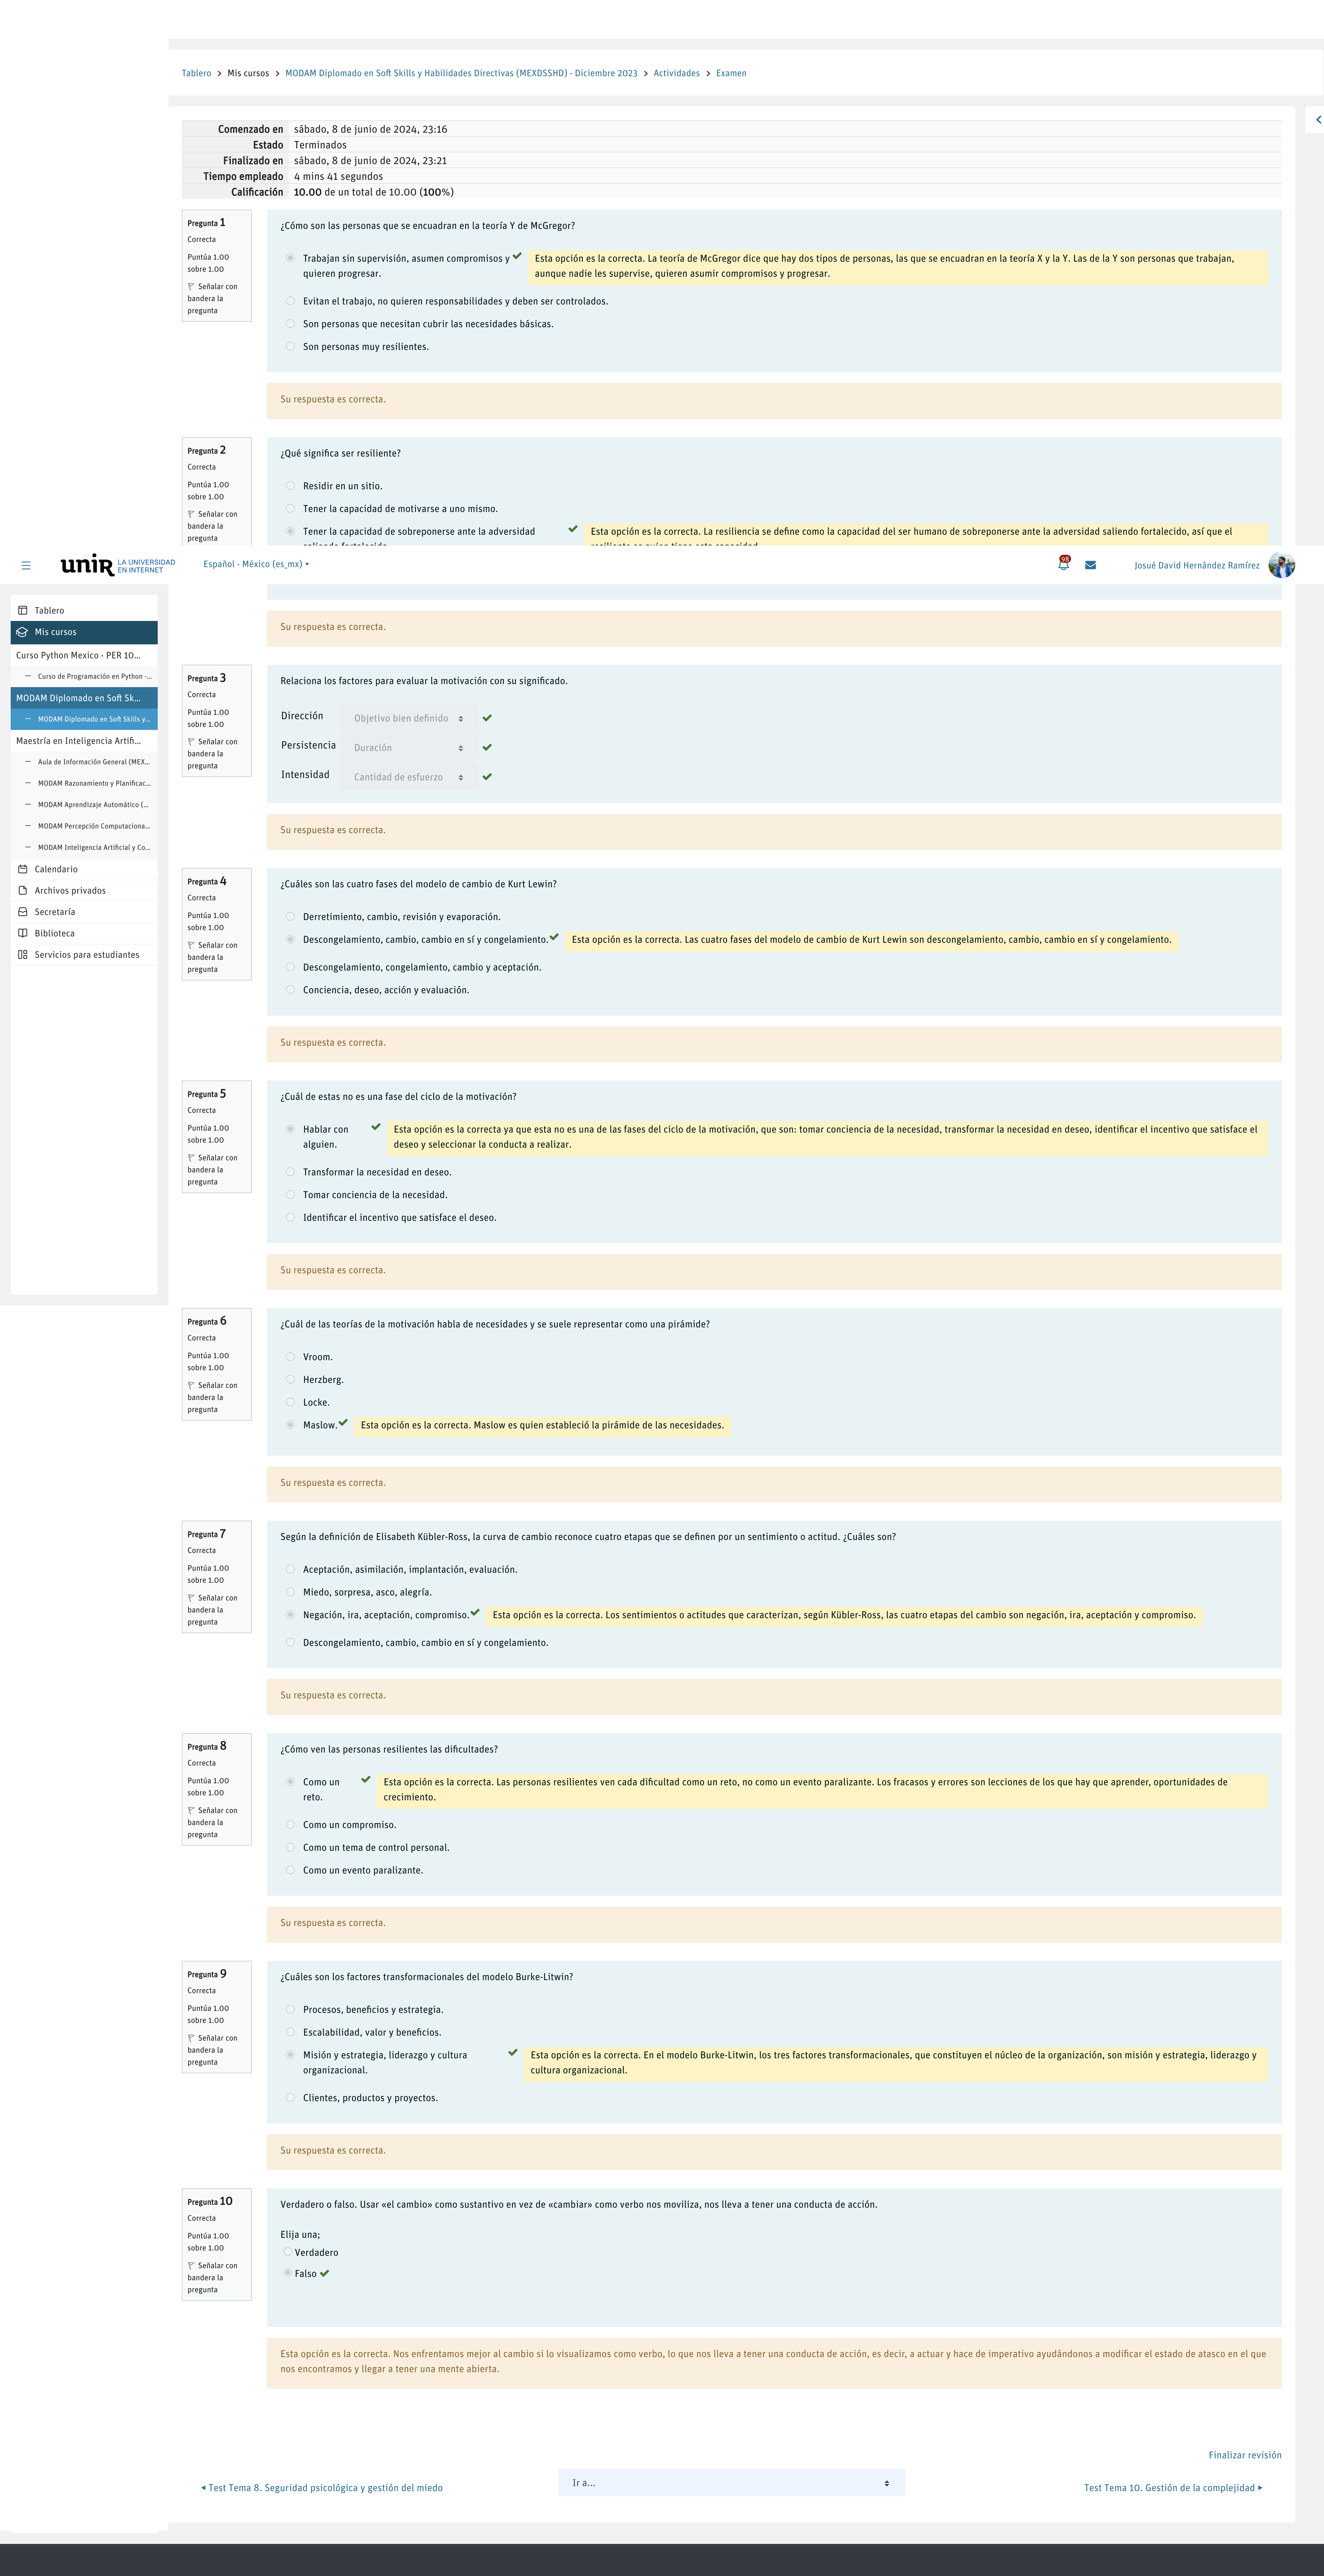 Tablero > Mis cursos > MODAM Diplomado en Soft Skills y Habilidades Directivas (MEXDSSHD) - Diciembre 2023 > Actividades > Examen
Comenzado en sábado, 8 de junio de 2024, 23:16
Estado Terminados
Finalizado en sábado, 8 de junio de 2024, 23:21
Tiempo empleado 4 mins 41 segundos
Calificación 10.00 de un total de 10.00 (100%)
Pregunta 1
Correcta
Puntúa 1.00
sobre 1.00
Señalar con
bandera la
pregunta
¿Cómo son las personas que se encuadran en la teoría Y de McGregor?
Trabajan sin supervisión, asumen compromisos y
quieren progresar.
Esta opción es la correcta. La teoría de McGregor dice que hay dos tipos de personas, las que se encuadran en la teoría X y la Y. Las de la Y son personas que trabajan,
aunque nadie les supervise, quieren asumir compromisos y progresar.
Evitan el trabajo, no quieren responsabilidades y deben ser controlados.
Son personas que necesitan cubrir las necesidades básicas.
Son personas muy resilientes.
Su respuesta es correcta.
Pregunta 2
Correcta
Puntúa 1.00
sobre 1.00
Señalar con
bandera la
pregunta
¿Qué significa ser resiliente?
Residir en un sitio.
Tener la capacidad de motivarse a uno mismo.
Tener la capacidad de sobreponerse ante la adversidad
Esta opción es la correcta. La resiliencia se define como la capacidad del ser humano de sobreponerse ante la adversidad saliendo fortalecido, así que el
unir LA UNIVERSIDAD
EN INTERNET
Español - México (es_mx)
98
Josué David Hernández Ramírez
Tablero
Mis cursos
Curso Python Mexico - PER 10...
Curso de Programación en Python -...
MODAM Diplomado en Soft Sk...
MODAM Diplomado en Soft Skills y...
Maestría en Inteligencia Artifi...
Aula de Información General (MEX...
MODAM Razonamiento y Planificac...
MODAM Aprendizaje Automático (...
MODAM Percepción Computaciona...
MODAM Inteligencia Artificial y Co...
Calendario
Archivos privados
Secretaría
Biblioteca
Servicios para estudiantes
Su respuesta es correcta.
Pregunta 3
Correcta
Puntúa 1.00
sobre 1.00
Señalar con
bandera la
pregunta
Relaciona los factores para evaluar la motivación con su significado.
Dirección Objetivo bien definido
Persistencia Duración
Intensidad Cantidad de esfuerzo
Su respuesta es correcta.
Pregunta 4
Correcta
Puntúa 1.00
sobre 1.00
Señalar con
bandera la
pregunta
¿Cuáles son las cuatro fases del modelo de cambio de Kurt Lewin?
Derretimiento, cambio, revisión y evaporación.
Descongelamiento, cambio, cambio en sí y congelamiento. Esta opción es la correcta. Las cuatro fases del modelo de cambio de Kurt Lewin son descongelamiento, cambio, cambio en sí y congelamiento.
Descongelamiento, congelamiento, cambio y aceptación.
Conciencia, deseo, acción y evaluación.
Su respuesta es correcta.
Pregunta 5
Correcta
Puntúa 1.00
sobre 1.00
Señalar con
bandera la
pregunta
¿Cuál de estas no es una fase del ciclo de la motivación?
Hablar con
alguien.
Esta opción es la correcta ya que esta no es una de las fases del ciclo de la motivación, que son: tomar conciencia de la necesidad, transformar la necesidad en deseo, identificar el incentivo que satisface el
deseo y seleccionar la conducta a realizar.
Transformar la necesidad en deseo.
Tomar conciencia de la necesidad.
Identificar el incentivo que satisface el deseo.
Su respuesta es correcta.
Pregunta 6
Correcta
Puntúa 1.00
sobre 1.00
Señalar con
bandera la
pregunta
¿Cuál de las teorías de la motivación habla de necesidades y se suele representar como una pirámide?
Vroom.
Herzberg.
Locke.
Maslow. Esta opción es la correcta. Maslow es quien estableció la pirámide de las necesidades.
Su respuesta es correcta.
Pregunta 7
Correcta
Puntúa 1.00
sobre 1.00
Señalar con
bandera la
pregunta
Según la definición de Elisabeth Kübler-Ross, la curva de cambio reconoce cuatro etapas que se definen por un sentimiento o actitud. ¿Cuáles son?
Aceptación, asimilación, implantación, evaluación.
Miedo, sorpresa, asco, alegría.
Negación, ira, aceptación, compromiso. Esta opción es la correcta. Los sentimientos o actitudes que caracterizan, según Kübler-Ross, las cuatro etapas del cambio son negación, ira, aceptación y compromiso.
Descongelamiento, cambio, cambio en sí y congelamiento.
Su respuesta es correcta.
Pregunta 8
Correcta
Puntúa 1.00
sobre 1.00
Señalar con
bandera la
pregunta
¿Cómo ven las personas resilientes las dificultades?
Como un
reto.
Esta opción es la correcta. Las personas resilientes ven cada dificultad como un reto, no como un evento paralizante. Los fracasos y errores son lecciones de los que hay que aprender, oportunidades de
crecimiento.
Como un compromiso.
Como un tema de control personal.
Como un evento paralizante.
Su respuesta es correcta.
Pregunta 9
Correcta
Puntúa 1.00
sobre 1.00
Señalar con
bandera la
pregunta
¿Cuáles son los factores transformacionales del modelo Burke-Litwin?
Procesos, beneficios y estrategia.
Escalabilidad, valor y beneficios.
Misión y estrategia, liderazgo y cultura
organizacional.
Esta opción es la correcta. En el modelo Burke-Litwin, los tres factores transformacionales, que constituyen el núcleo de la organización, son misión y estrategia, liderazgo y
cultura organizacional.
Clientes, productos y proyectos.
Su respuesta es correcta.
Pregunta 10
Correcta
Puntúa 1.00
sobre 1.00
Señalar con
bandera la
pregunta
Verdadero o falso. Usar «el cambio» como sustantivo en vez de «cambiar» como verbo nos moviliza, nos lleva a tener una conducta de acción.
Elija una;
Verdadero
Falso
Esta opción es la correcta. Nos enfrentamos mejor al cambio si lo visualizamos como verbo, lo que nos lleva a tener una conducta de acción, es decir, a actuar y hace de imperativo ayudándonos a modificar el estado de atasco en el que
nos encontramos y llegar a tener una mente abierta.
Finalizar revisión
Test Tema 8. Seguridad psicológica y gestión del miedo
Ir a...
Test Tema 10. Gestión de la complejidad